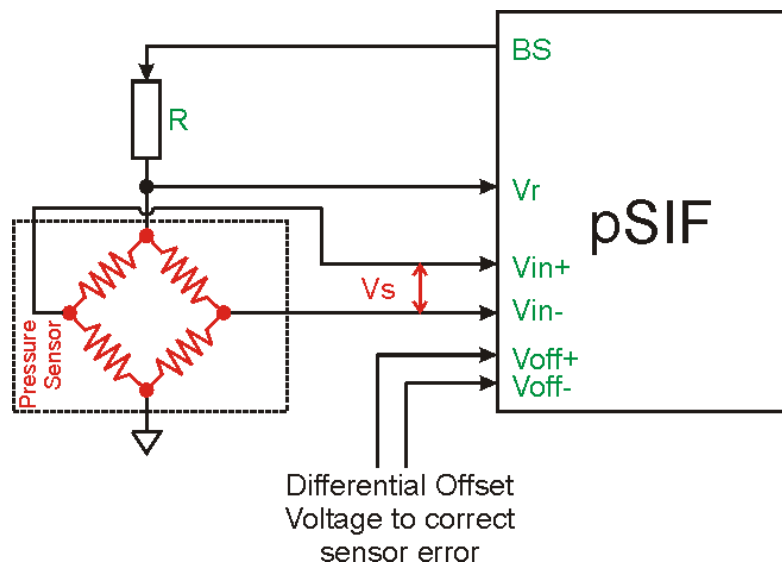 BS
R
Vr
pSIF
Vin+
Vs
Vin-
Pressure
Sensor
Voff+
Voff-
Differential Offset
Voltage to correct
sensor error